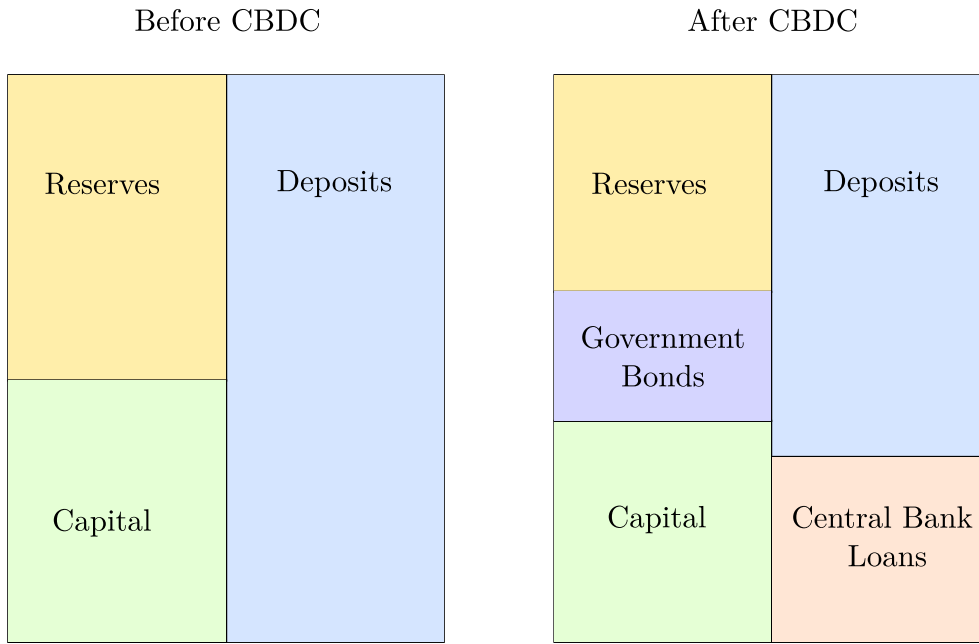 Before CBDC
After CBDC
Reserves
Deposits
Reserves
Deposits
Government
Bonds
Capital
Capital
Central Bank
Loans